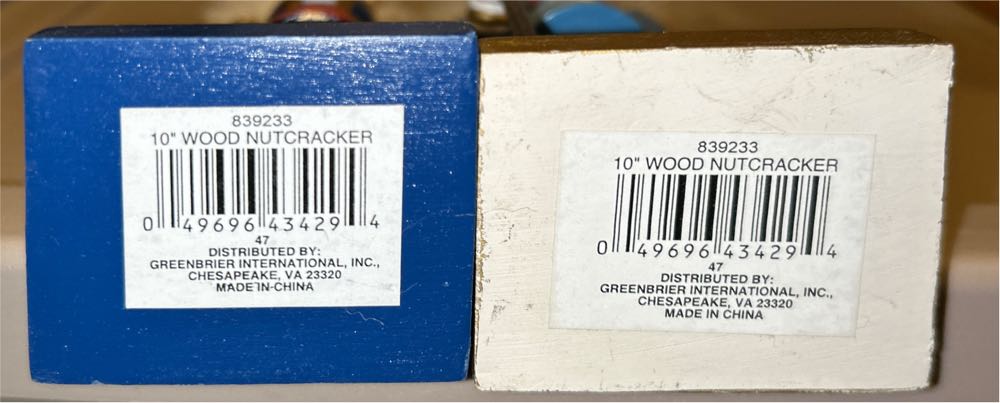 839233
10" WOOD NUTCRACKER
0 49696 43429 4
47
DISTRIBUTED BY:
GREENBRIER INTERNATIONAL, INC.,
CHESAPEAKE, VA 23320
MADE IN CHINA
839233
10" WOOD NUTCRACKER
0 49696 43429 4
47
DISTRIBUTED BY:
GREENBRIER INTERNATIONAL, INC.,
CHESAPEAKE, VA 23320
MADE IN CHINA